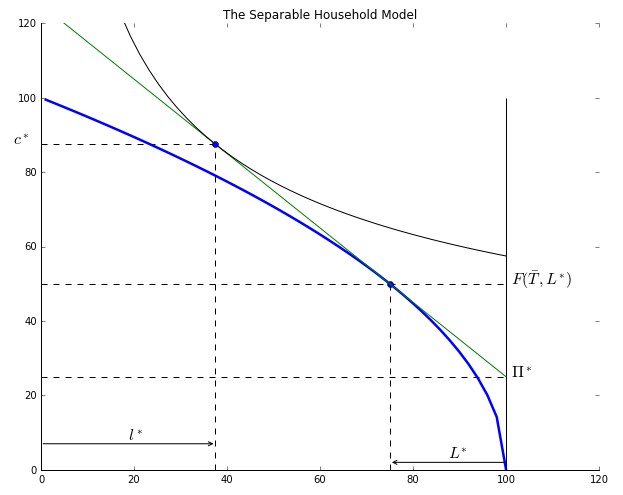 The Separable Household Model
120
100
c*
80
60
F(T̄, L*)
40
Π*
20
l*
L*
0
0 20 40 60 80 100 120